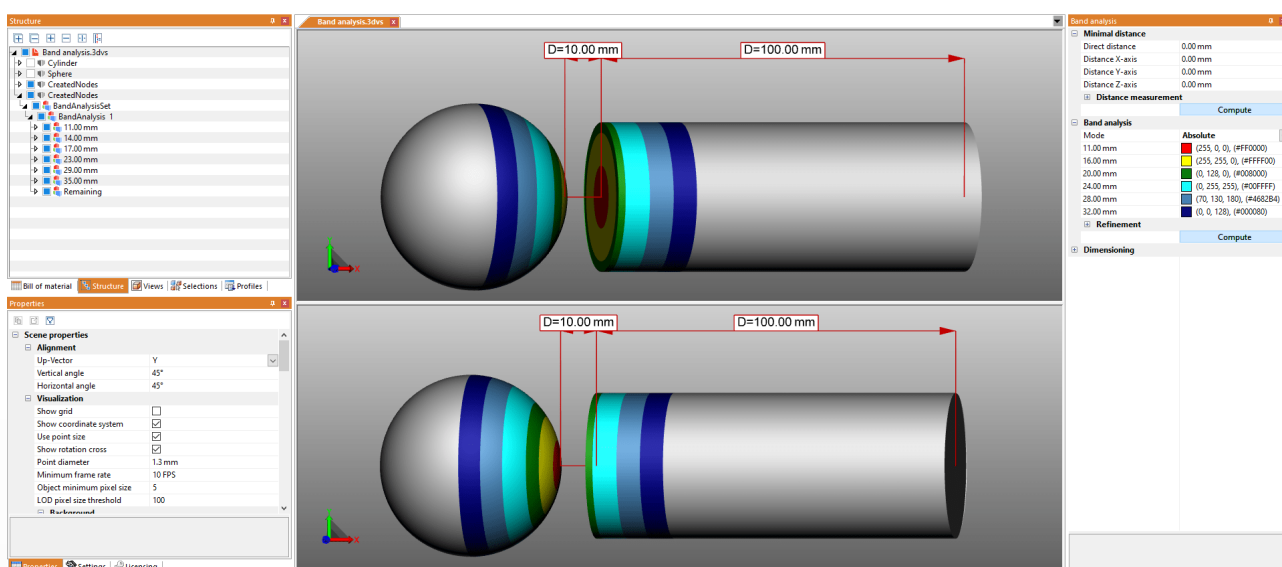 Structure
Band analysis.3dvs
Cylinder
Sphere
CreatedNodes
CreatedNodes
BandAnalysisSet
BandAnalysis 1
11.00 mm
14.00 mm
17.00 mm
23.00 mm
29.00 mm
35.00 mm
Remaining
Bill of material Structure Views Selections Profiles
Properties
Scene properties
Alignment
Up-Vector Y
Vertical angle 45°
Horizontal angle 45°
Visualization
Show grid
Show coordinate system
Use point size
Show rotation cross
Point diameter 1.3 mm
Minimum frame rate 10 FPS
Object minimum pixel size 5
LOD pixel size threshold 100
Background
Properties Settings Licencing
Band analysis.3dvs
D=10.00 mm D=100.00 mm
X
D=10.00 mm D=100.00 mm
X
Band analysis
Minimal distance
Direct distance 0.00 mm
Distance X-axis 0.00 mm
Distance Y-axis 0.00 mm
Distance Z-axis 0.00 mm
Distance measurement
Compute
Band analysis
Mode Absolute
11.00 mm (255, 0, 0), (#FF0000)
16.00 mm (255, 255, 0), (#FFFF00)
20.00 mm (0, 128, 0), (#008000)
24.00 mm (0, 255, 255), (#00FFFF)
28.00 mm (70, 130, 180), (#4682B4)
32.00 mm (0, 0, 128), (#000080)
Refinement
Compute
Dimensioning